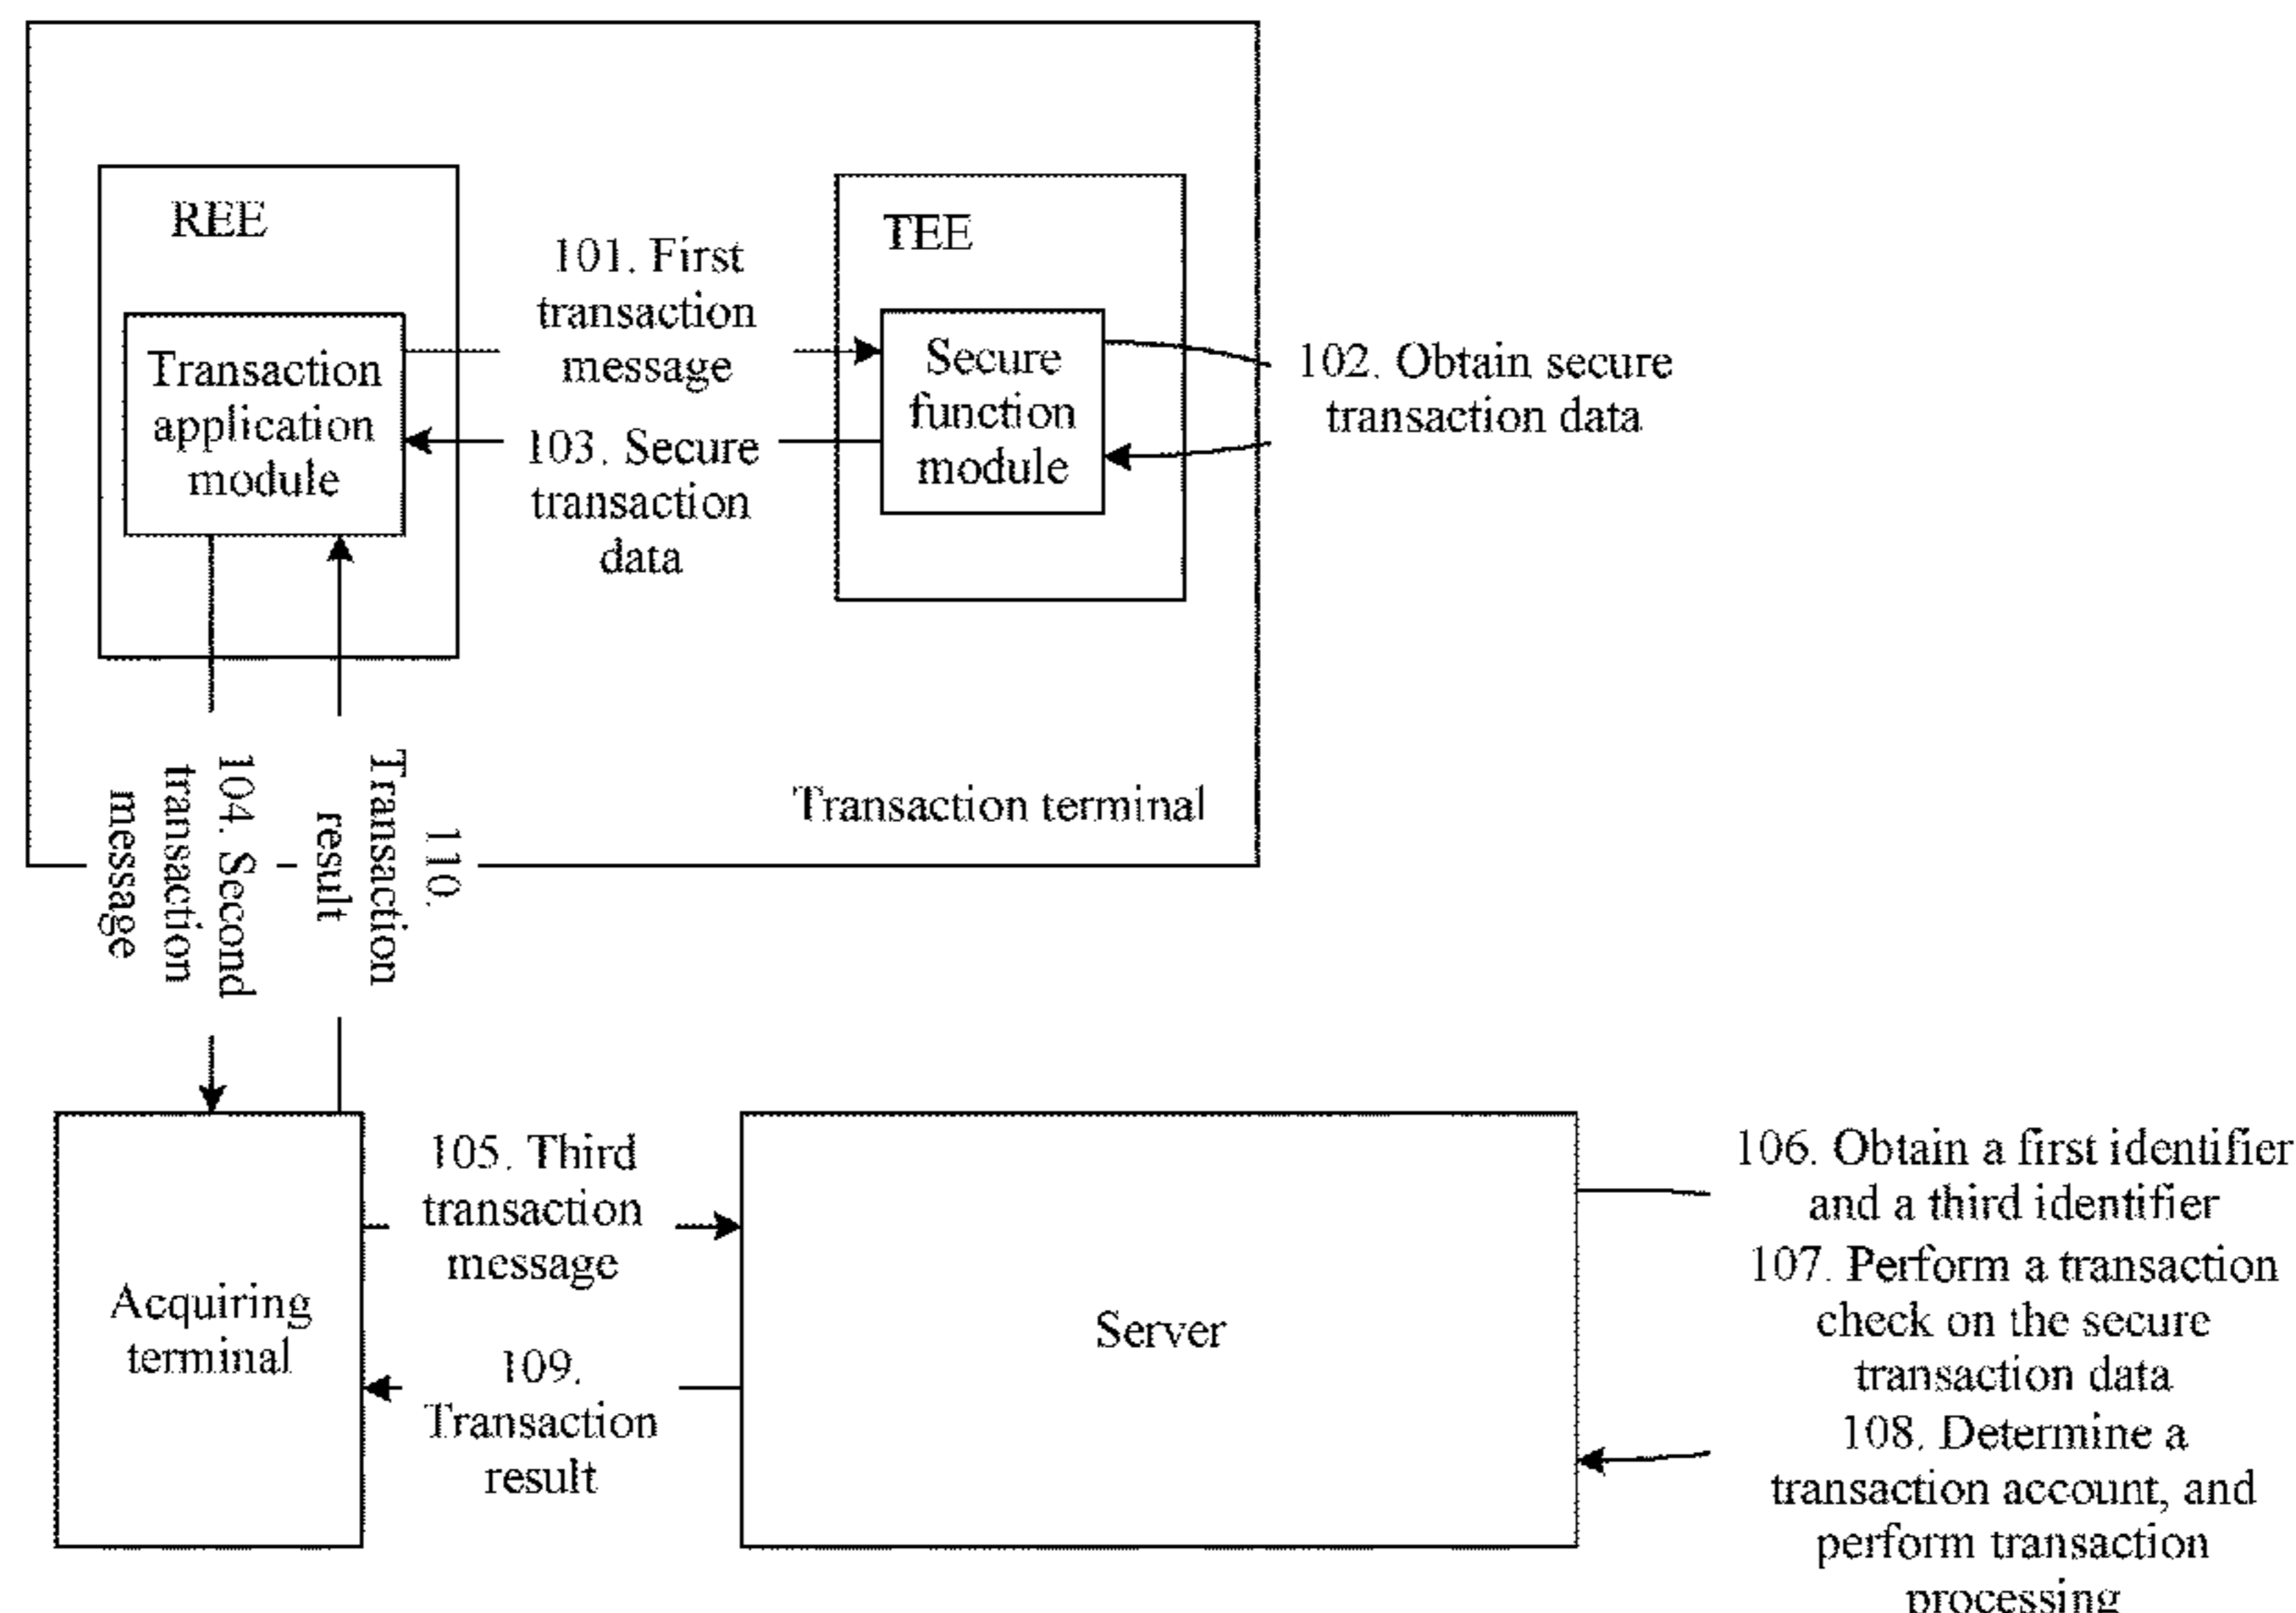 REE
TEE
101. First
transaction
message
Transaction
application
module
Secure
function
module
102. Obtain secure
transaction data
103. Secure
transaction
data
104. Second
transaction
message
110.
Transaction
result
Transaction terminal
105. Third
transaction
message
Acquiring
terminal
109.
Transaction
result
Server
106. Obtain a first identifier
and a third identifier
107. Perform a transaction
check on the secure
transaction data
108. Determine a
transaction account, and
perform transaction
processing